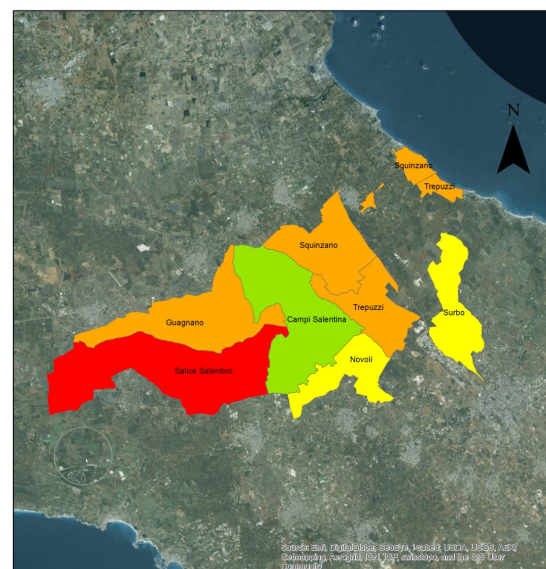 N
Squinzano
Trepuzzi
Squinzano
Trepuzzi
Surbo
Guagnano
Campi Salentina
Novoli
Salice Salentino
Source: Esri, DigitalGlobe, GeoEye, i-cubed, USDA, USGS, AEX,
Getmapping, Aerogrid, IGN, IGP, swisstopo, and the GIS User
Community